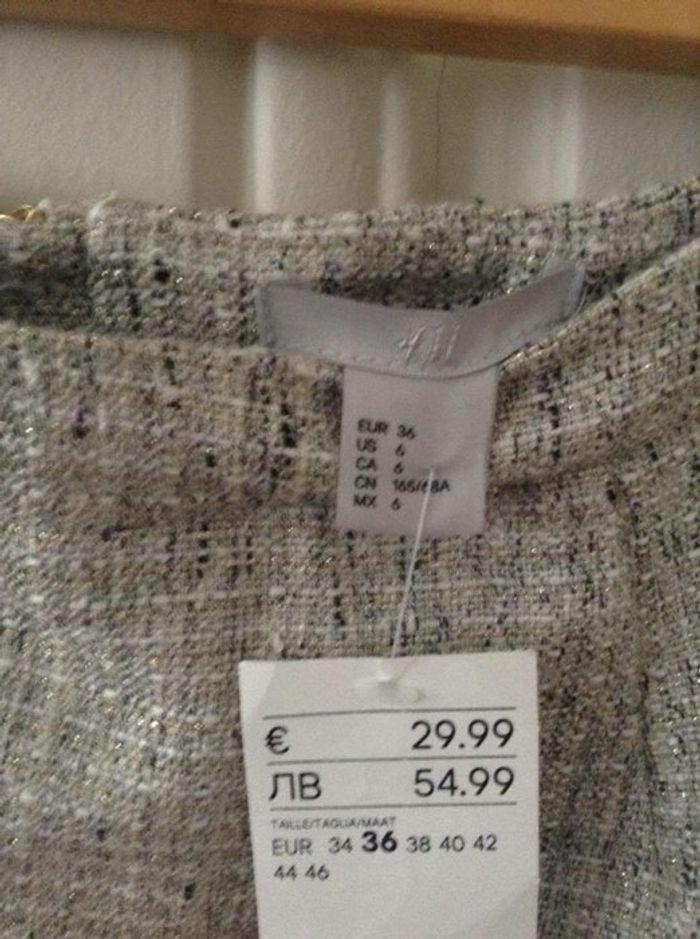 H&M
EUR 36
US 6
CA 6
CN 165/68A
MX 6
€ 29.99
ЛВ 54.99
TAILLE/TAGLIA/MAAT
EUR 34 36 38 40 42
44 46